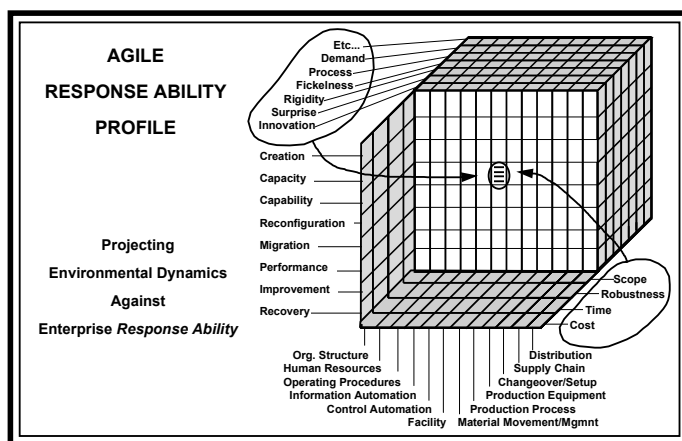 AGILE
RESPONSE ABILITY
PROFILE
Etc...
Demand
Process
Fickelness
Rigidity
Surprise
Innovation
Creation
Capacity
Capability
Reconfiguration
Migration
Performance
Improvement
Recovery
Projecting
Environmental Dynamics
Against
Enterprise Response Ability
Scope
Robustness
Time
Cost
Org. Structure
Human Resources
Operating Procedures
Information Automation
Control Automation
Facility
Distribution
Supply Chain
Changeover/Setup
Production Equipment
Production Process
Material Movement/Mgmnt